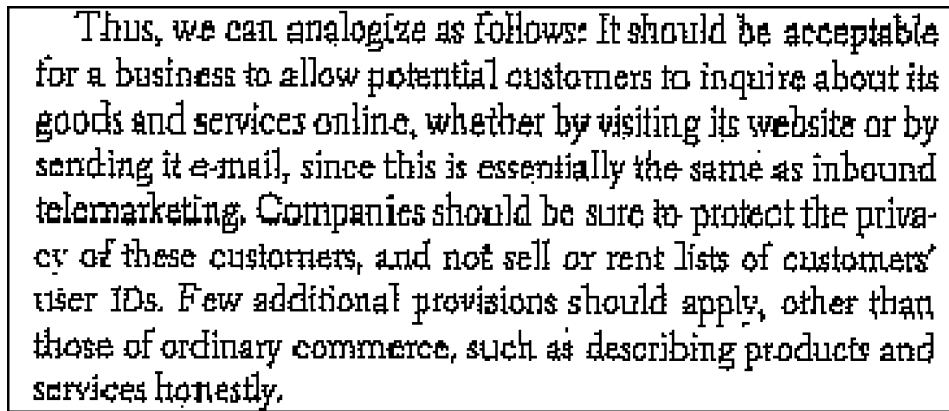 Thus, we can analogize as follows: It should be acceptable
for a business to allow potential customers to inquire about its
goods and services online, whether by visiting its website or by
sending it e-mail, since this is essentially the same as inbound
telemarketing. Companies should be sure to protect the priva-
cy of these customers, and not sell or rent lists of customers'
user IDs. Few additional provisions should apply, other than
those of ordinary commerce, such as describing products and
services honestly.